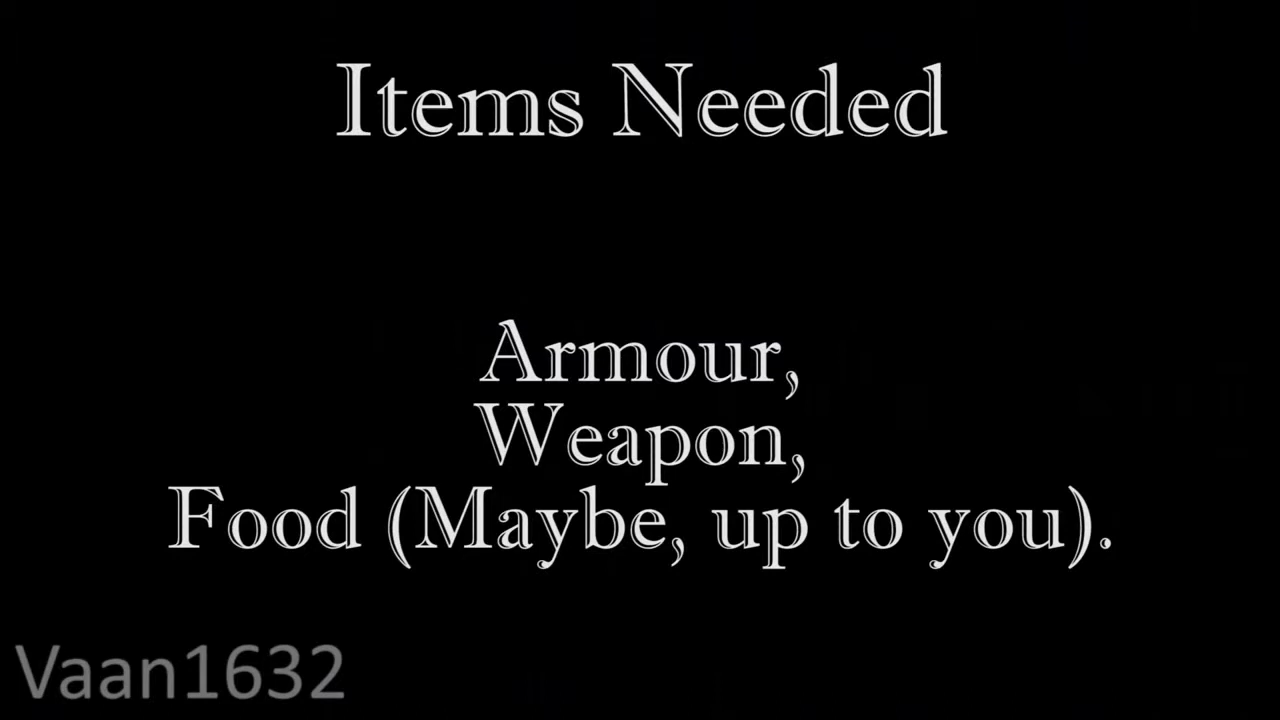 Items Needed
Armour,
Weapon,
Food (Maybe, up to you).
Vaan1632